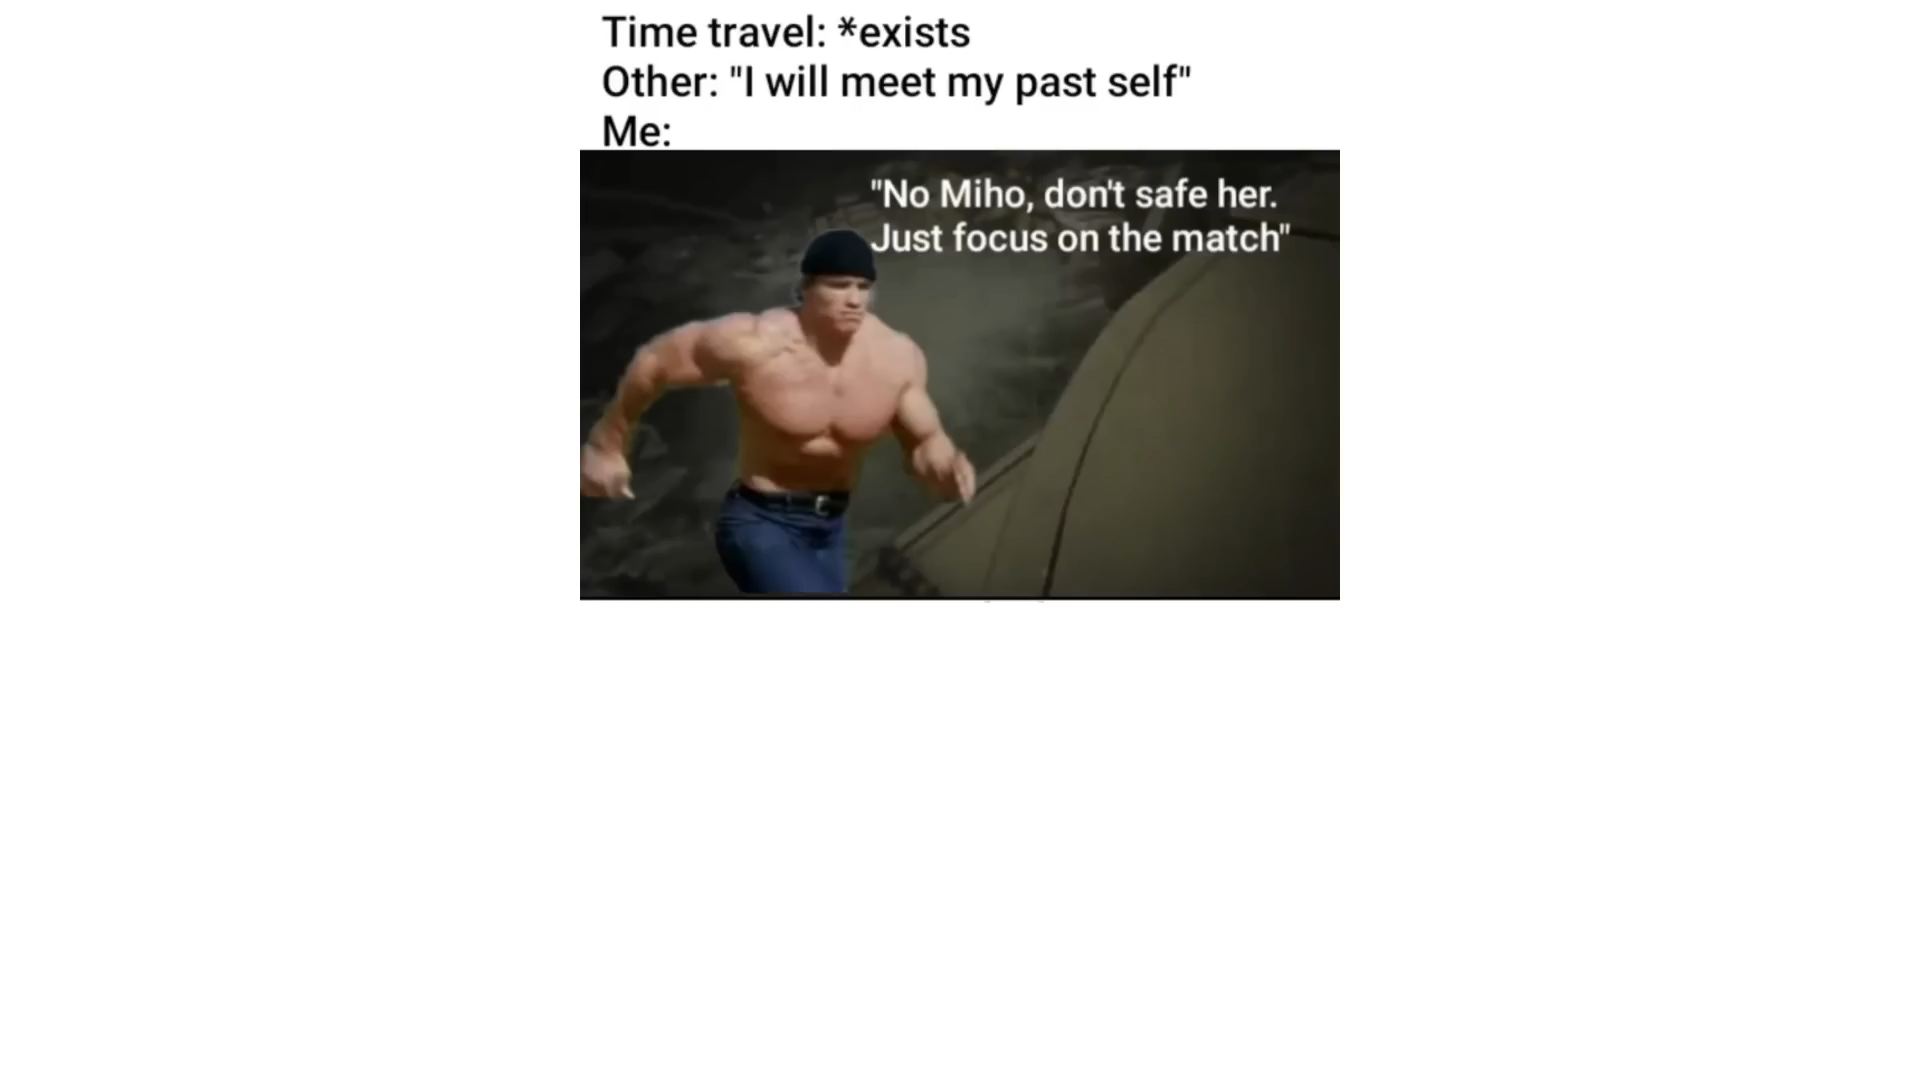 Time travel: *exists
Other: "I will meet my past self"
Me:
"No Miho, don't safe her.
Just focus on the match"